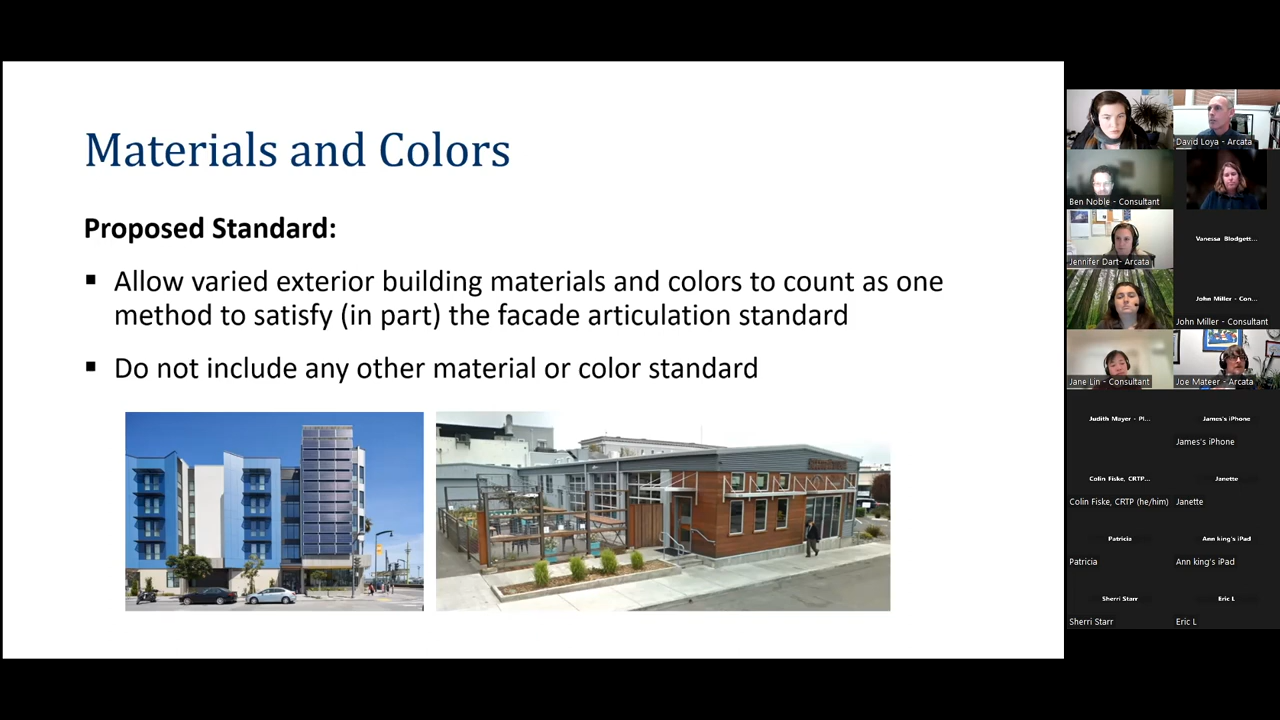 Materials and Colors
Proposed Standard:
Allow varied exterior building materials and colors to count as one
method to satisfy (in part) the facade articulation standard
Do not include any other material or color standard
David Loya - Arcata
Ben Noble - Consultant
Vanessa Blodgett...
Jennifer Dart- Arcata
John Miller - Con...
John Miller - Consultant
Jane Lin - Consultant
Joe Mateer - Arcata
Judith Mayer - Pl...
James's iPhone
James's iPhone
Colin Fiske, CRTP...
Janette
Colin Fiske, CRTP (he/him)
Janette
Patricia
Ann king's iPad
Patricia
Ann king's iPad
Sherri Starr
Eric L
Sherri Starr
Eric L